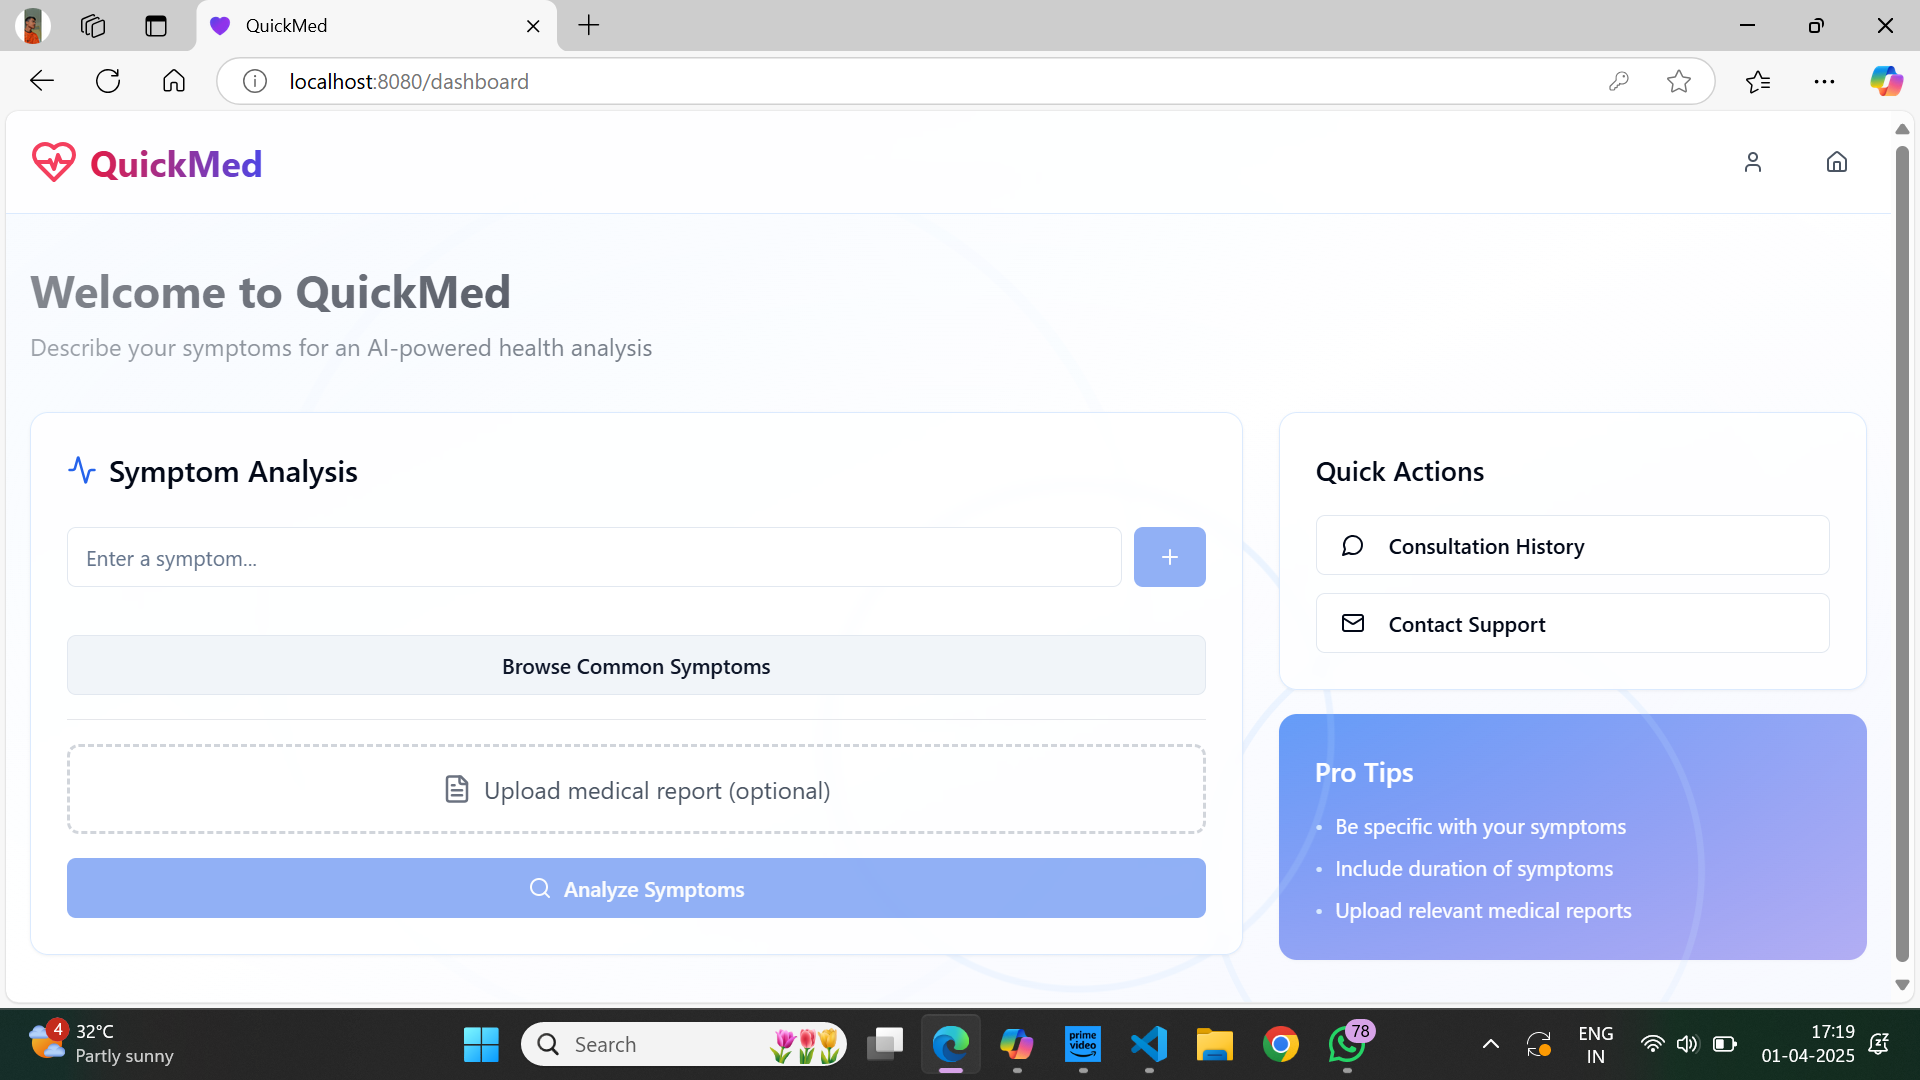 QuickMed
localhost:8080/dashboard
QuickMed
Welcome to QuickMed
Describe your symptoms for an AI-powered health analysis
Symptom Analysis
Enter a symptom...
Browse Common Symptoms
Upload medical report (optional)
Analyze Symptoms
Quick Actions
Consultation History
Contact Support
Pro Tips
• Be specific with your symptoms
• Include duration of symptoms
• Upload relevant medical reports
4
32°C
Partly sunny
Search
prime video
78
ENG
IN
17:19
01-04-2025